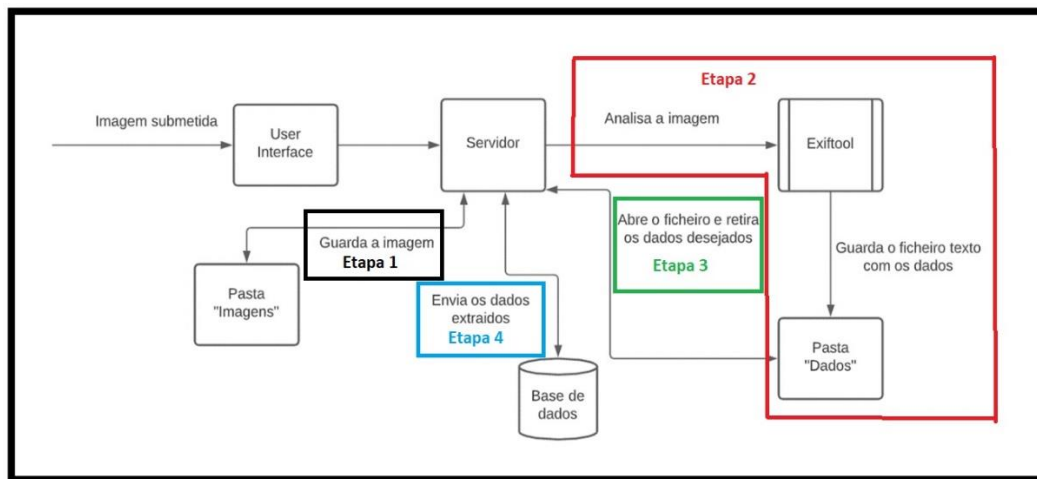 Etapa 2
Imagem submetida
User
Interface
Servidor
Analisa a imagem
Exiftool
Guarda a imagem
Etapa 1
Abre o ficheiro e retira
os dados desejados
Etapa 3
Guarda o ficheiro texto
com os dados
Pasta
"Imagens"
Envia os dados
extraidos
Etapa 4
Pasta
"Dados"
Base de
dados